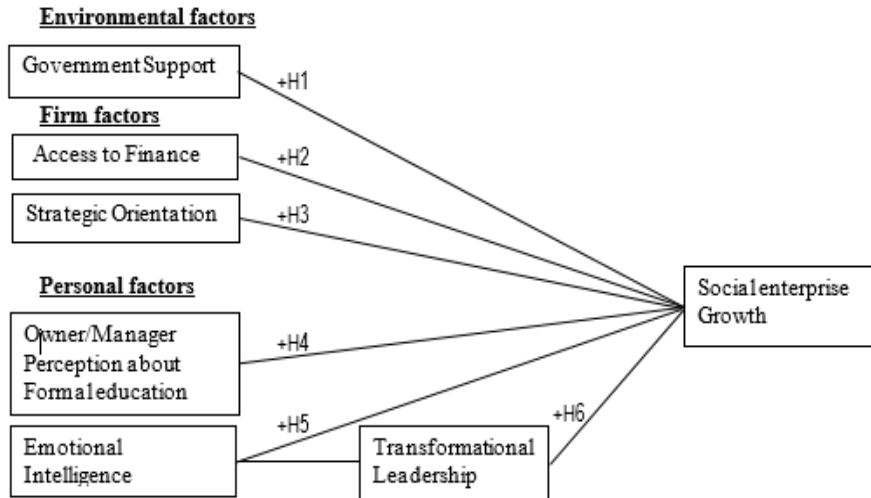 Environmental factors
Government Support
+H1
Firm factors
Access to Finance
+H2
Strategic Orientation
+H3
Personal factors
Owner/Manager
Perception about
Formal education
+H4
Social enterprise
Growth
Emotional
Intelligence
+H5
Transformational
Leadership
+H6